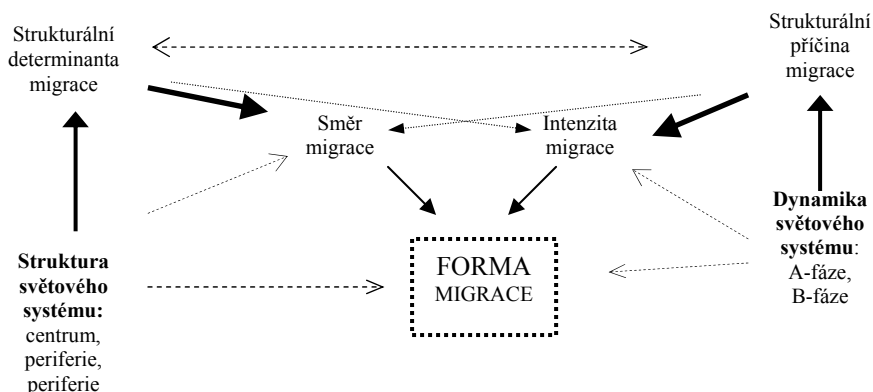 Strukturální
determinanta
migrace
Strukturální
příčina
migrace
Směr
migrace
Intenzita
migrace
Struktura
světového
systému:
centrum,
periferie,
periferie
FORMA
MIGRACE
Dynamika
světového
systému:
A-fáze,
B-fáze